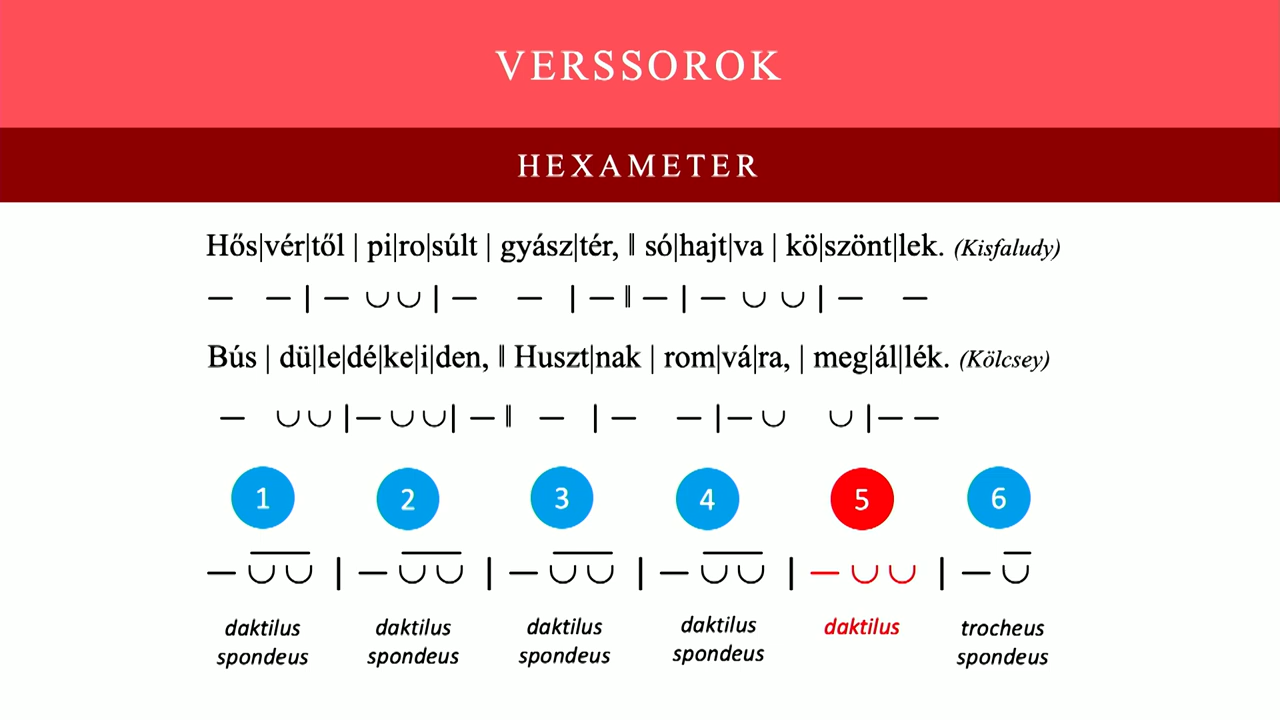 VERSSOROK
HEXAMETER
Hős|vér|től | pi|ro|súlt | gyász|tér, ‖ só|hajt|va | kö|szönt|lek. (Kisfaludy)
— — | — ∪ ∪ | — — | — ‖ — | — ∪ ∪ | — —
Bús | dü|le|dé|ke|i|den, ‖ Huszt|nak | rom|vá|ra, | meg|ál|lék. (Kölcsey)
— ∪ ∪ | — ∪ ∪ | — ‖ — | — — | — ∪ ∪ | — —
1 2 3 4 5 6
— ∪ ∪ | — ∪ ∪ | — ∪ ∪ | — ∪ ∪ | — ∪ ∪ | — ∪
daktilus daktilus daktilus daktilus daktilus trocheus
spondeus spondeus spondeus spondeus spondeus